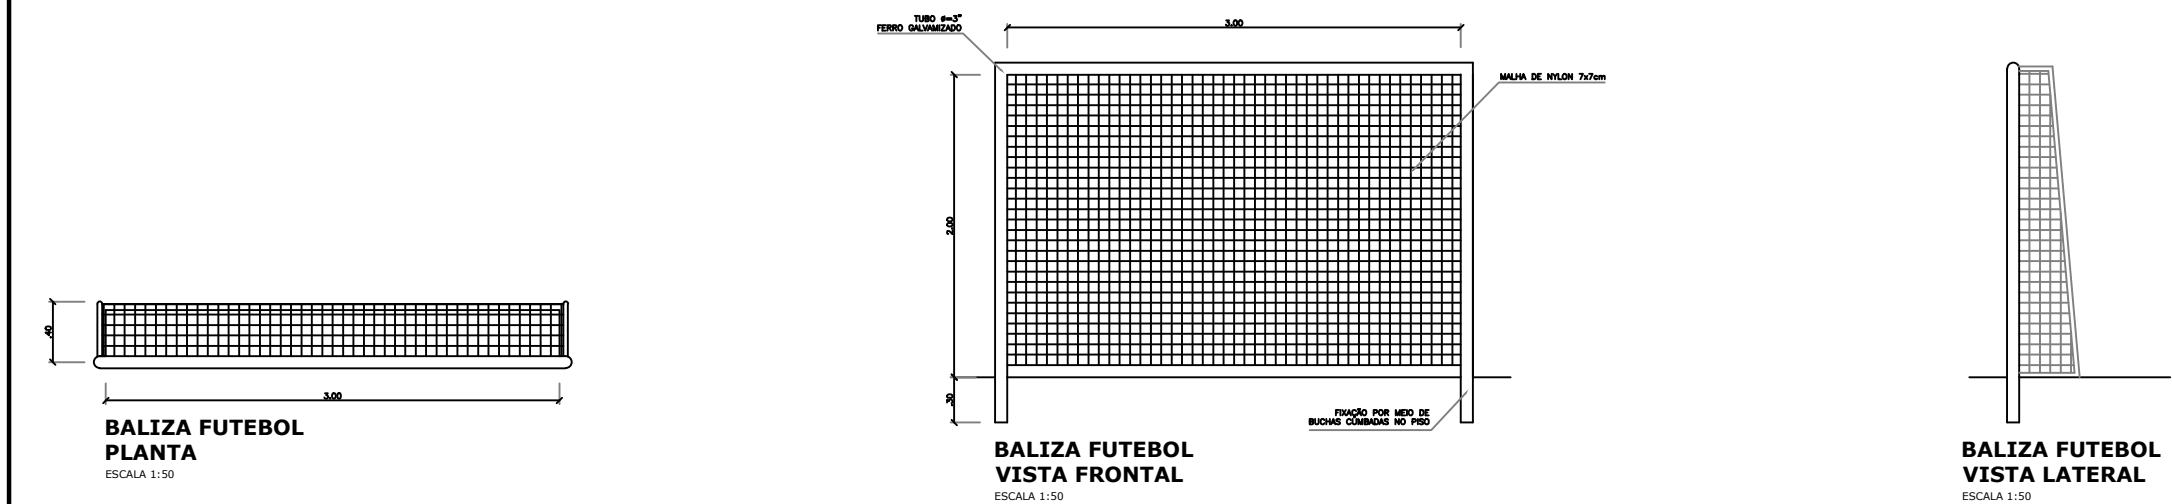 .40
3.00
BALIZA FUTEBOL
PLANTA
ESCALA 1:50
TUBO ø=3"
FERRO GALVAMIZADO
3.00
MALHA DE NYLON 7x7cm
2.00
.30
FIXAÇÃO POR MEIO DE
BUCHAS CÚMBADAS NO PISO
BALIZA FUTEBOL
VISTA FRONTAL
ESCALA 1:50
BALIZA FUTEBOL
VISTA LATERAL
ESCALA 1:50